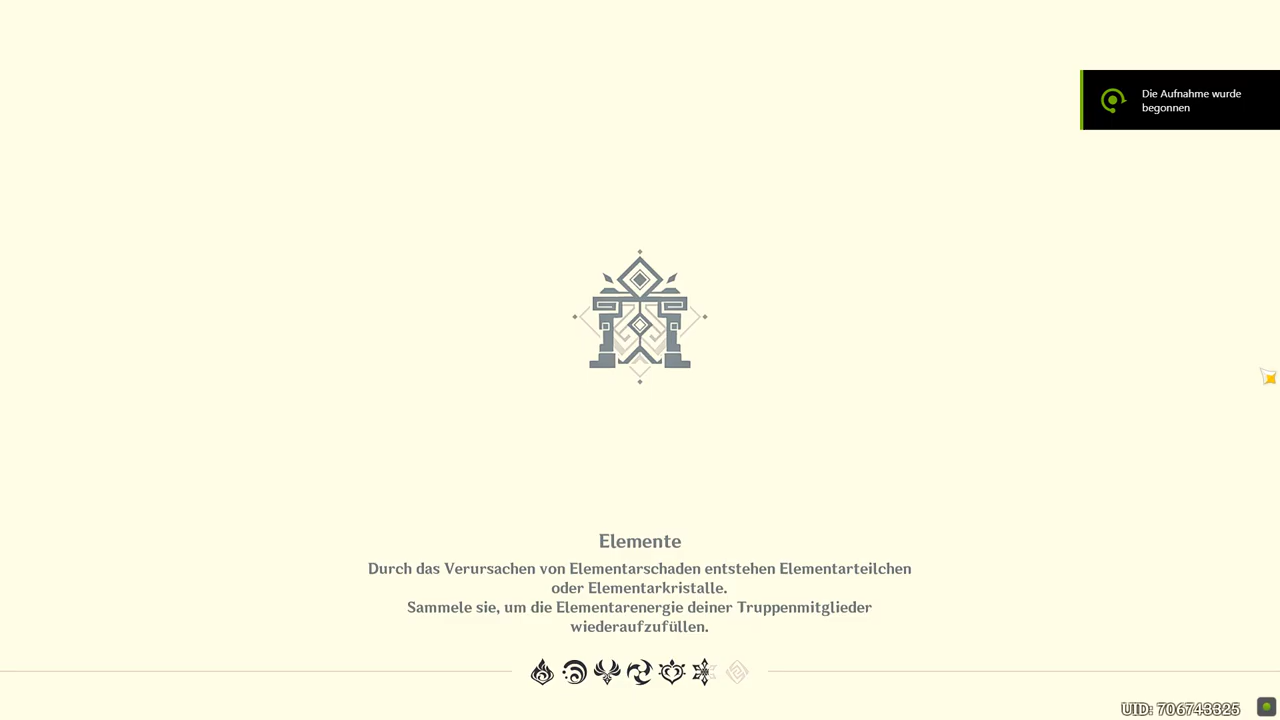 Die Aufnahme wurde
begonnen
Elemente
Durch das Verursachen von Elementarschaden entstehen Elementarteilchen
oder Elementarkristalle.
Sammele sie, um die Elementarenergie deiner Truppenmitglieder
wiederaufzufüllen.
UID: 706743325